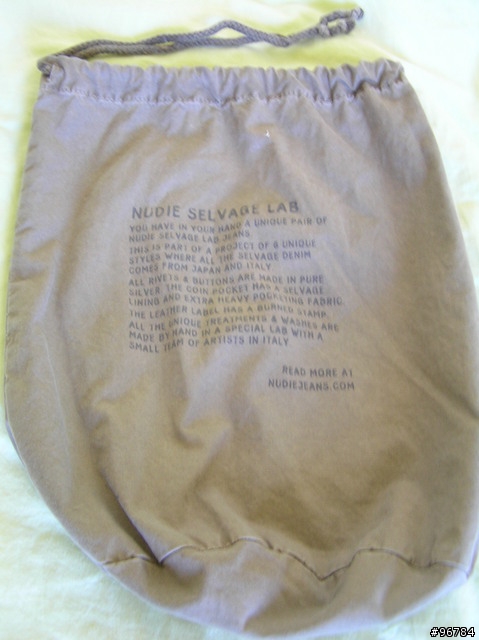 NUDIE SELVAGE LAB
YOU HAVE IN YOUR HAND A UNIQUE PAIR OF
NUDIE SELVAGE LAB JEANS.
THIS IS PART OF A PROJECT OF 8 UNIQUE
STYLES WHERE ALL THE SELVAGE DENIM
COMES FROM JAPAN AND ITALY.
ALL RIVETS & BUTTONS ARE MADE IN PURE
SILVER. THE COIN POCKET HAS A SELVAGE
LINING AND EXTRA HEAVY POCKETING FABRIC.
THE LEATHER LABEL HAS A BURNED STAMP.
ALL THE UNIQUE TREATMENTS & WASHES ARE
MADE BY HAND IN A SPECIAL LAB WITH A
SMALL TEAM OF ARTISTS IN ITALY
READ MORE AT
NUDIEJEANS.COM
#96784